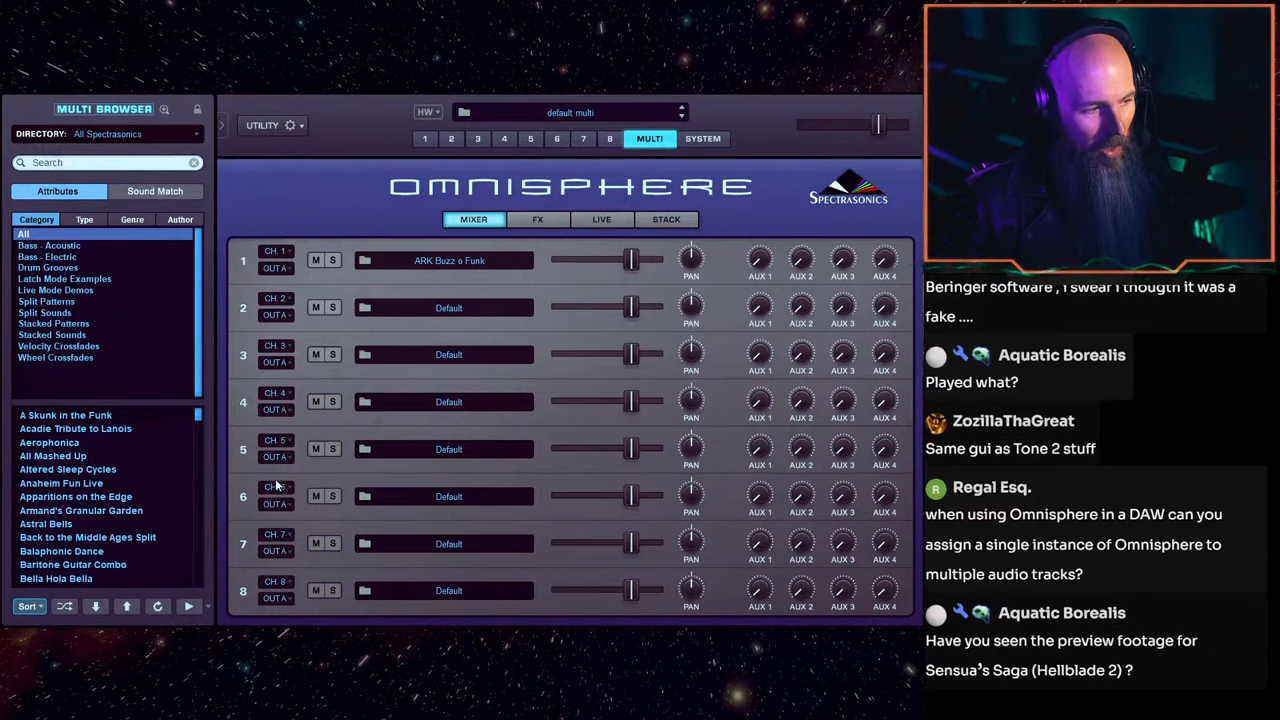 MULTI BROWSER
DIRECTORY: All Spectrasonics
Search
Attributes
Sound Match
Category
Type
Genre
Author
All
Bass - Acoustic
Bass - Electric
Drum Grooves
Latch Mode Examples
Live Mode Demos
Split Patterns
Split Sounds
Stacked Patterns
Stacked Sounds
Velocity Crossfades
Wheel Crossfades
A Skunk in the Funk
Acadie Tribute to Lanois
Aerophonica
All Mashed Up
Altered Sleep Cycles
Anaheim Fun Live
Apparitions on the Edge
Armand's Granular Garden
Astral Bells
Back to the Middle Ages Split
Balaphonic Dance
Baritone Guitar Combo
Bella Hola Bella
Sort
UTILITY
HW
default multi
1 2 3 4 5 6 7 8 MULTI SYSTEM
OMNISPHERE
SPECTRASONICS
MIXER
FX
LIVE
STACK
1 CH. 1 OUT A M S ARK Buzz o Funk PAN AUX 1 AUX 2 AUX 3 AUX 4
2 CH. 2 OUT A M S Default PAN AUX 1 AUX 2 AUX 3 AUX 4
3 CH. 3 OUT A M S Default PAN AUX 1 AUX 2 AUX 3 AUX 4
4 CH. 4 OUT A M S Default PAN AUX 1 AUX 2 AUX 3 AUX 4
5 CH. 5 OUT A M S Default PAN AUX 1 AUX 2 AUX 3 AUX 4
6 CH. 6 OUT A M S Default PAN AUX 1 AUX 2 AUX 3 AUX 4
7 CH. 7 OUT A M S Default PAN AUX 1 AUX 2 AUX 3 AUX 4
8 CH. 8 OUT A M S Default PAN AUX 1 AUX 2 AUX 3 AUX 4
Beringer software , I swear I thougth it was a
fake ....
Aquatic Borealis
Played what?
ZozillaThaGreat
Same gui as Tone 2 stuff
R Regal Esq.
when using Omnisphere in a DAW can you
assign a single instance of Omnisphere to
multiple audio tracks?
Aquatic Borealis
Have you seen the preview footage for
Sensua's Saga (Hellblade 2) ?